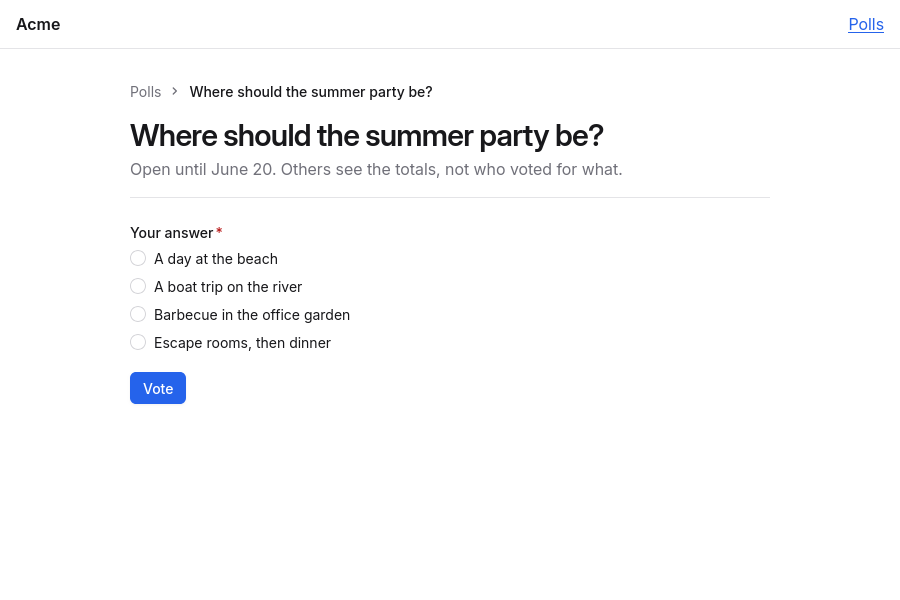 Acme
Polls
Polls
Where should the summer party be?
Where should the summer party be?
Open until June 20. Others see the totals, not who voted for what.
Your answer*
A day at the beach
A boat trip on the river
Barbecue in the office garden
Escape rooms, then dinner
Vote